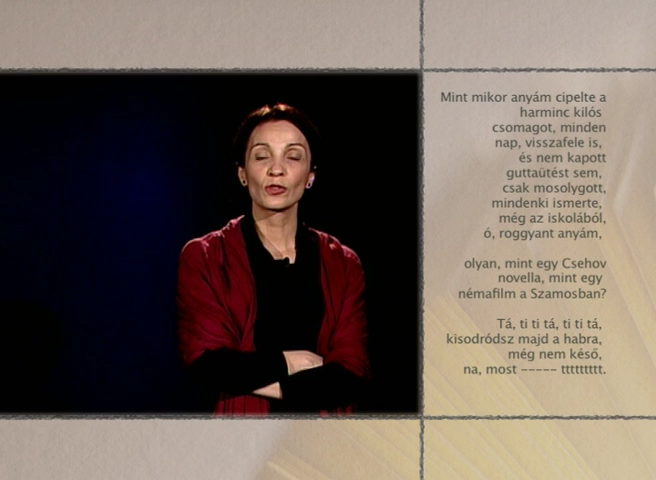 Mint mikor anyám cipelte a
harminc kilós
csomagot, minden
nap, visszafele is,
és nem kapott
guttaütést sem,
csak mosolygott,
mindenki ismerte,
még az iskolából,
ó, roggyant anyám,
olyan, mint egy Csehov
novella, mint egy
némafilm a Szamosban?
Tá, ti ti tá, ti ti tá,
kisodródsz majd a habra,
még nem késő,
na, most ––––– ttttttttt.